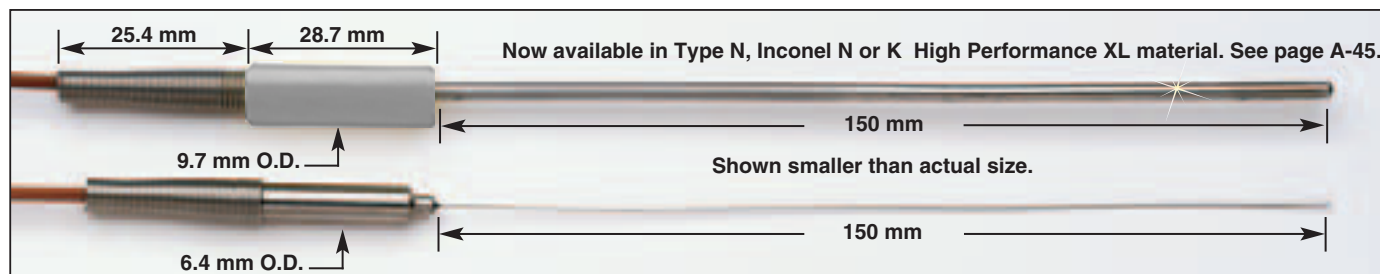 25.4 mm
28.7 mm
Now available in Type N, Inconel N or K High Performance XL material. See page A-45.
150 mm
9.7 mm O.D.
Shown smaller than actual size.
150 mm
6.4 mm O.D.